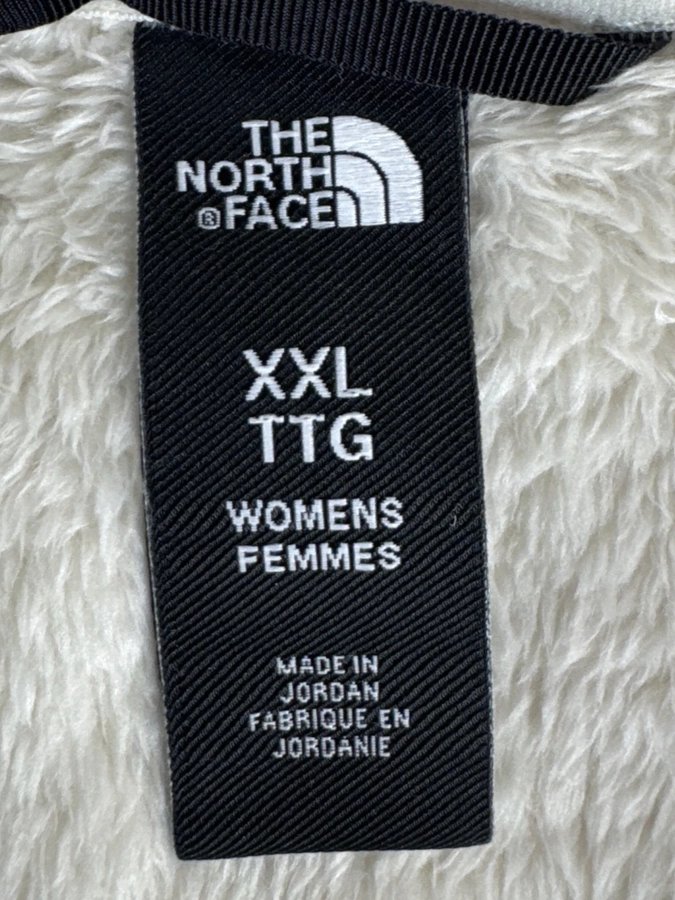 THE
NORTH
®FACE
XXL
TTG
WOMENS
FEMMES
MADE IN
JORDAN
FABRIQUE EN
JORDANIE